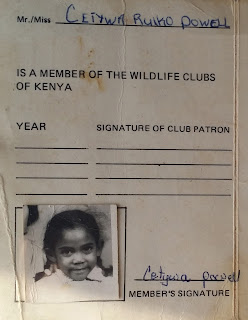 Mr./Miss CETYWA RUIKO POWELL
IS A MEMBER OF THE WILDLIFE CLUBS
OF KENYA
YEAR SIGNATURE OF CLUB PATRON
Cetywa powell
MEMBER'S SIGNATURE